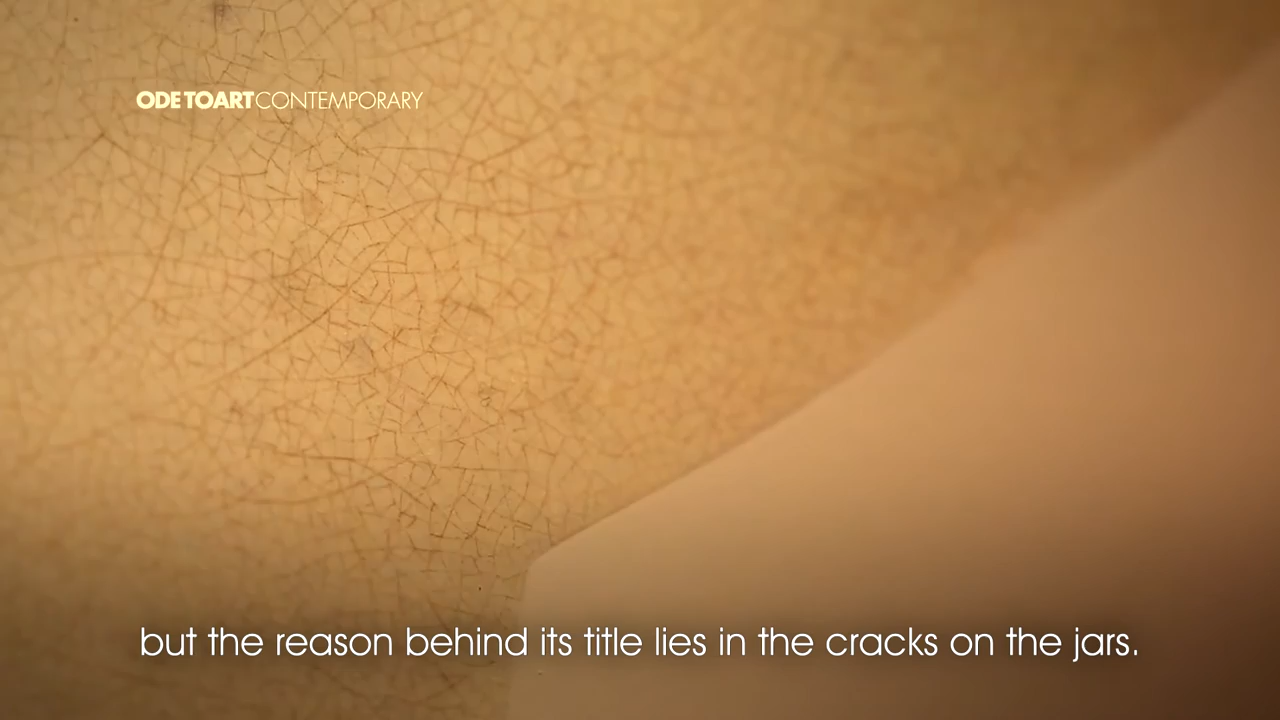 ODE TO ART CONTEMPORARY
but the reason behind its title lies in the cracks on the jars.